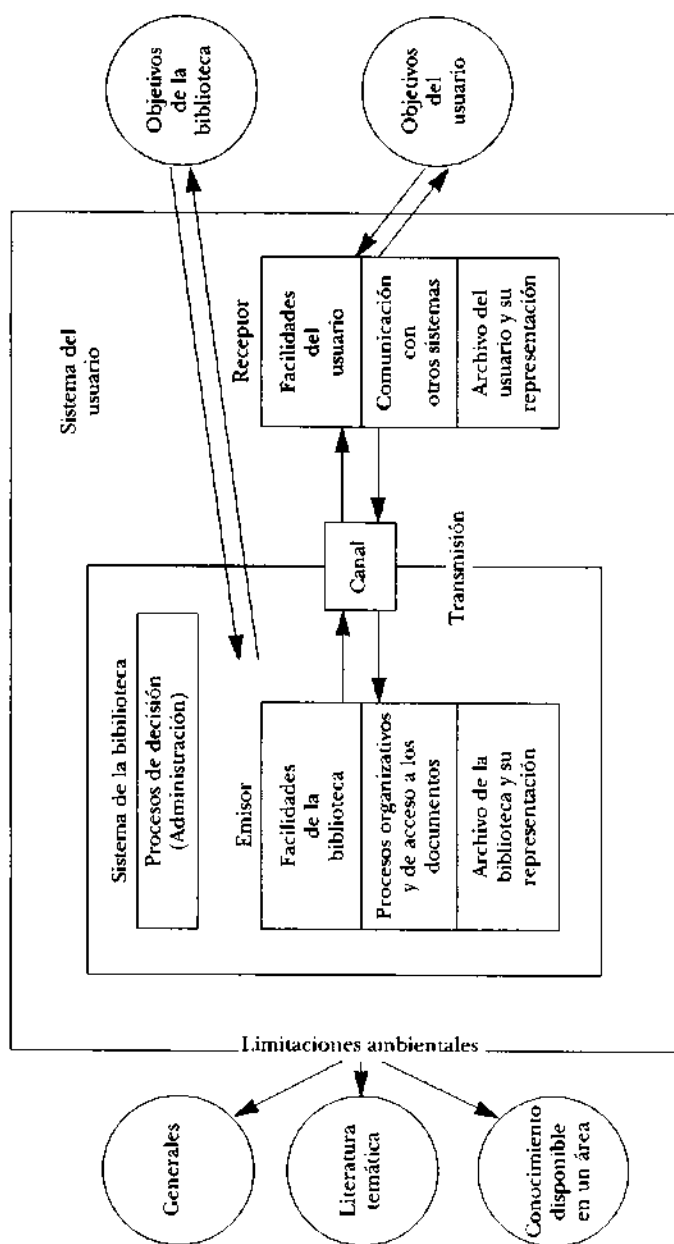 Objetivos
de la
biblioteca
Objetivos
del
usuario
Sistema del
usuario
Receptor
Facilidades
del
usuario
Comunicación
con
otros sistemas
Archivo del
usuario y su
representación
Canal
Transmisión
Sistema de la bibilioteca
Procesos de decisión
(Administración)
Emisor
Facilidades
de la
biblioteca
Procesos organizativos
y de acceso a los
documentos
Archivo de la
biblioteca y su
representación
Limitaciones ambientales
Generales
Literatura
temática
Conocimiento
disponible
en un área